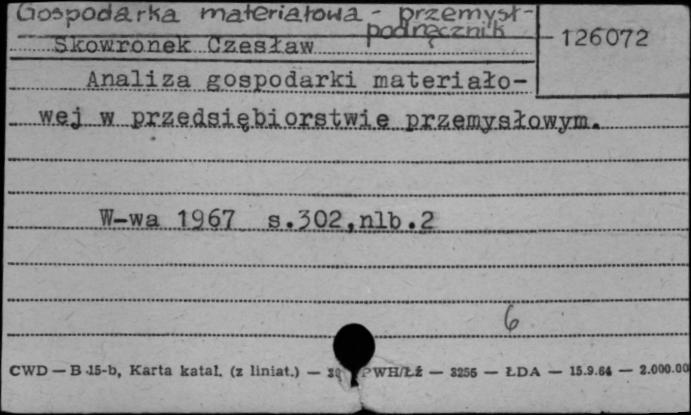 Gospodarka materiałowa - przemysł-
podręcznik
Skowronek Czesław
126072
Analiza gospodarki materiało-
wej w przedsiębiorstwie przemysłowym.
W-wa 1967 s.302,nlb.2
6
CWD — B-15-b, Karta katal. (z liniat.) — PWH/Łż — 3256 — ŁDA — 15.9.64 — 2.000.00